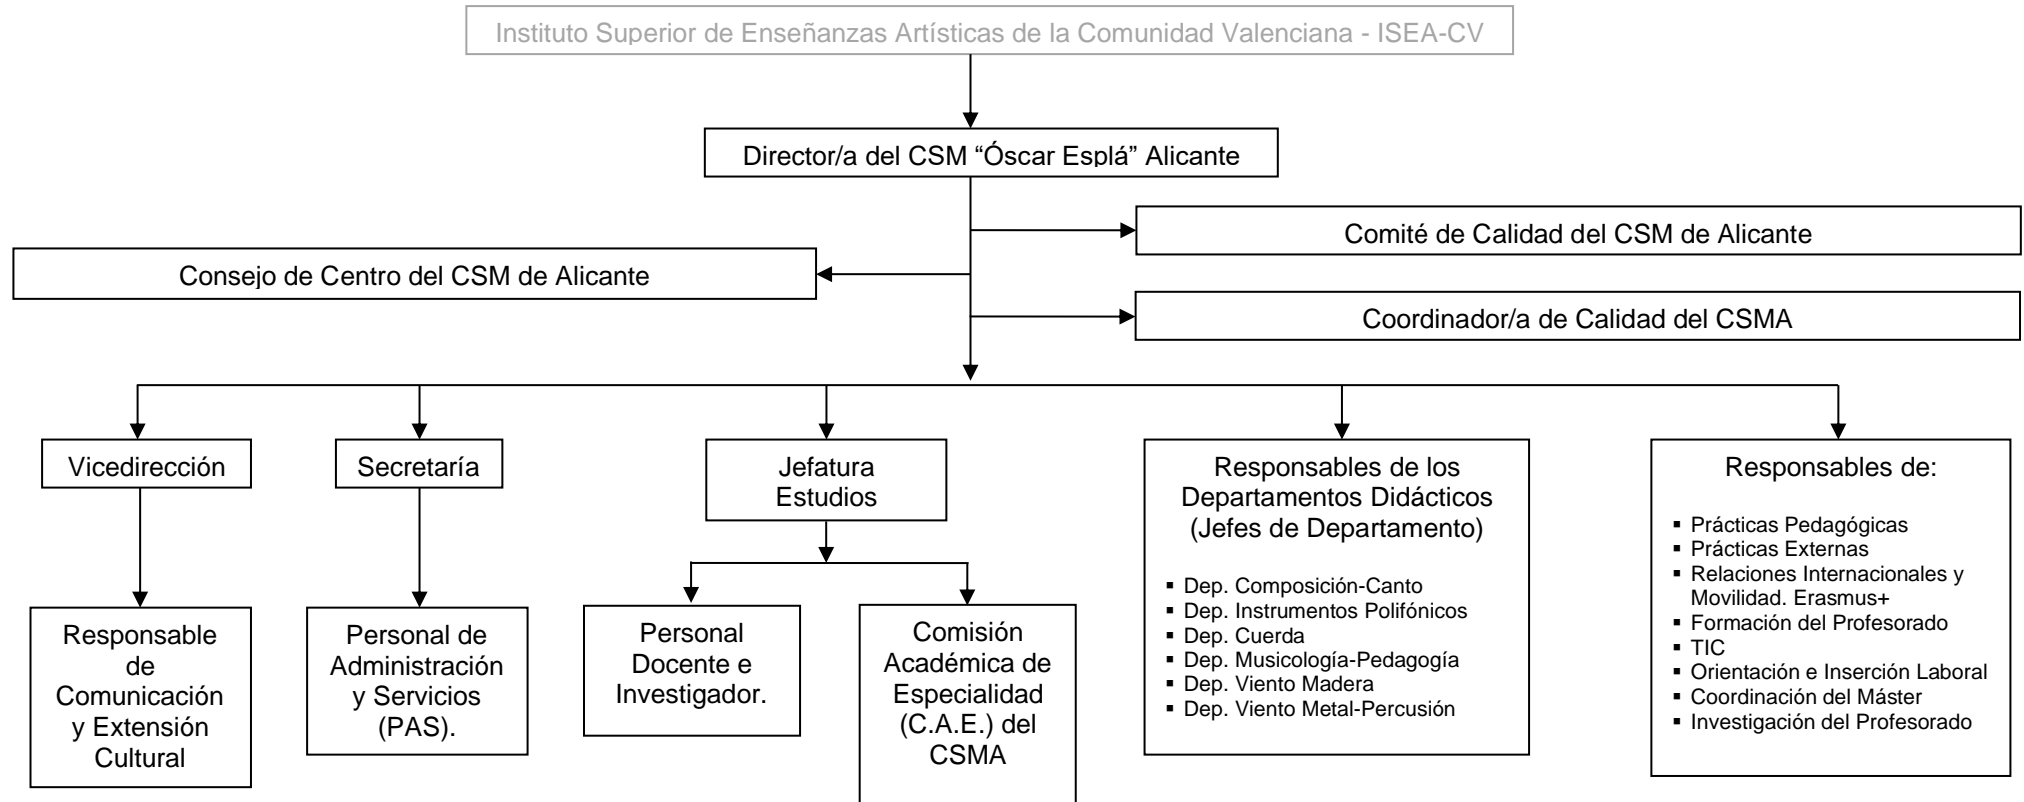 Instituto Superior de Enseñanzas Artísticas de la Comunidad Valenciana - ISEA-CV
Director/a del CSM “Óscar Esplá” Alicante
Comité de Calidad del CSM de Alicante
Consejo de Centro del CSM de Alicante
Coordinador/a de Calidad del CSMA
Vicedirección
Secretaría
Jefatura
Estudios
Responsables de los
Departamentos Didácticos
(Jefes de Departamento)
▪ Dep. Composición-Canto
▪ Dep. Instrumentos Polifónicos
▪ Dep. Cuerda
▪ Dep. Musicología-Pedagogía
▪ Dep. Viento Madera
▪ Dep. Viento Metal-Percusión
Responsables de:
▪ Prácticas Pedagógicas
▪ Prácticas Externas
▪ Relaciones Internacionales y
Movilidad. Erasmus+
▪ Formación del Profesorado
▪ TIC
▪ Orientación e Inserción Laboral
▪ Coordinación del Máster
▪ Investigación del Profesorado
Responsable
de
Comunicación
y Extensión
Cultural
Personal de
Administración
y Servicios
(PAS).
Personal
Docente e
Investigador.
Comisión
Académica de
Especialidad
(C.A.E.) del
CSMA